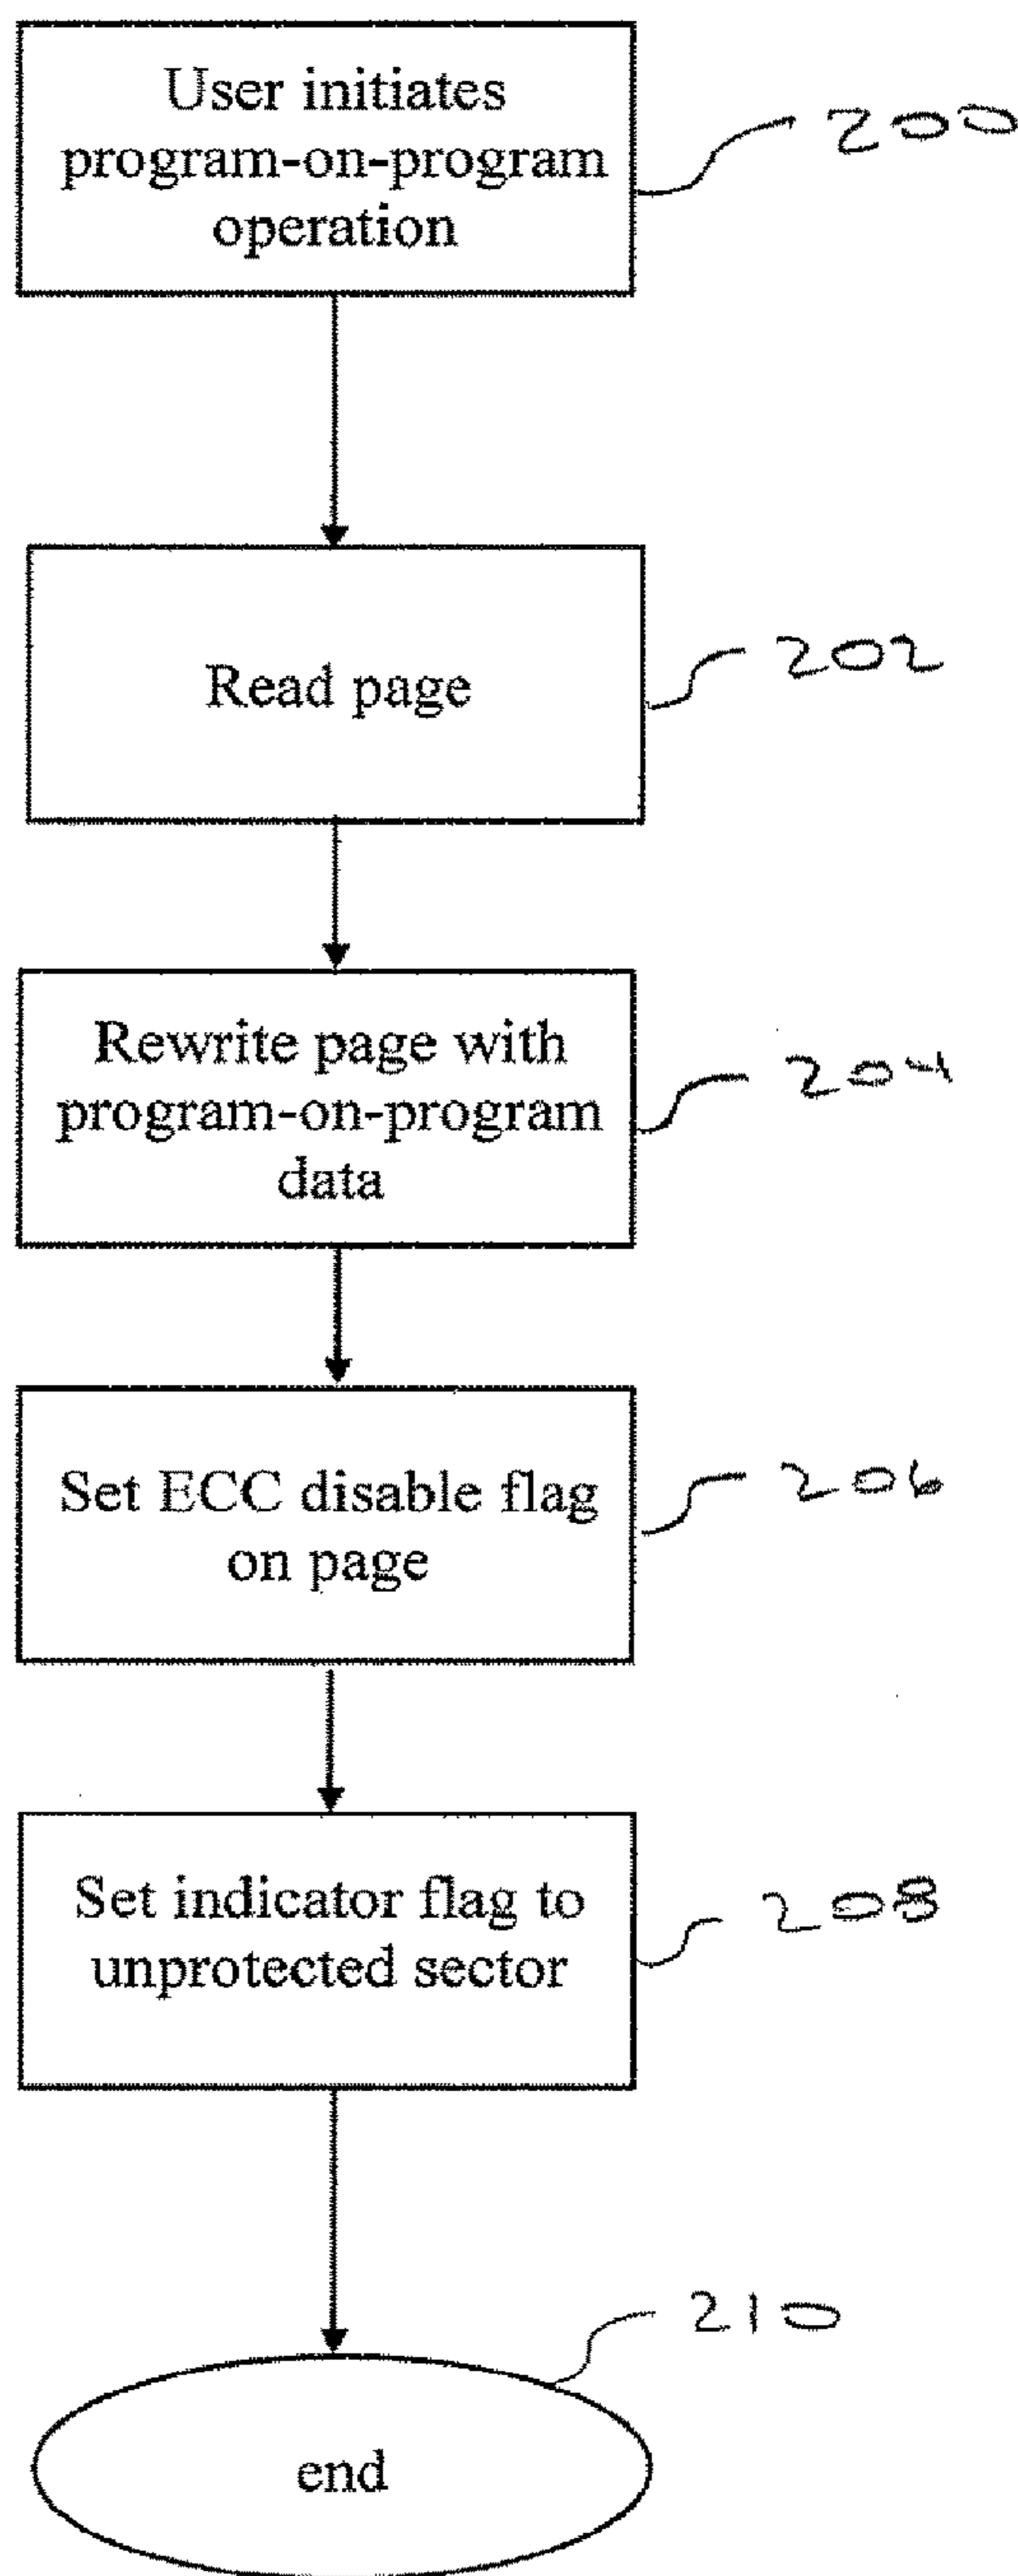 User initiates
program-on-program
operation
200
Read page
202
Rewrite page with
program-on-program
data
204
Set ECC disable flag
on page
206
Set indicator flag to
unprotected sector
208
210
end